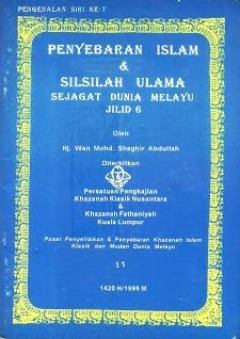 PENGENALAN SIRI KE-7
PENYEBARAN ISLAM
&
SILSILAH ULAMA
SEJAGAT DUNIA MELAYU
JILID 6
Oleh
Hj. Wan Mohd. Shaghir Abdullah
Diterbitkan
Persatuan Pengkajian
Khazanah Klasik Nusantara
&
Khazanah Fathaniyah
Kuala Lumpur
Pusat Penyelidikan & Penyebaran Khazanah Islam
Klasik dan Moden Dunia Melayu
٤٦
1420 H/1999 M